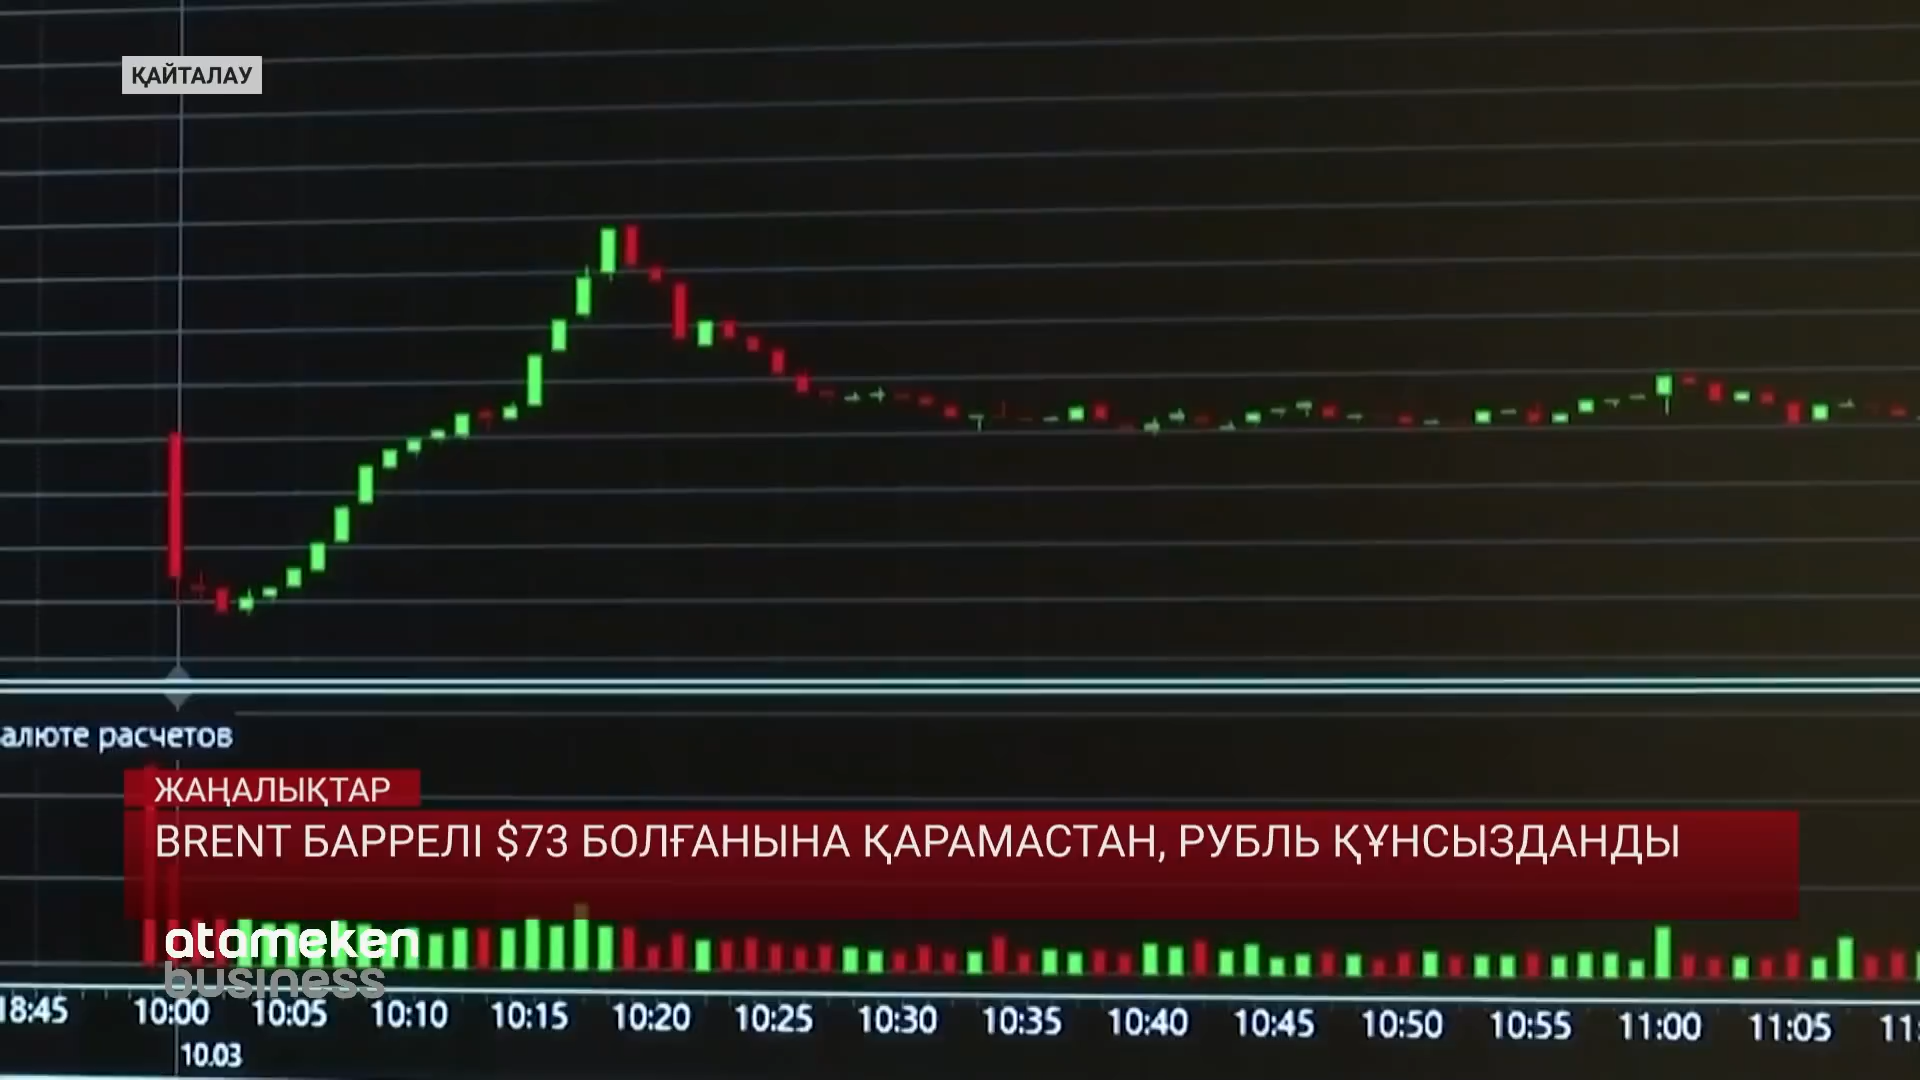 ҚАЙТАЛАУ
алюте расчетов
ЖАҢАЛЫҚТАР
BRENT БАРРЕЛІ $73 БОЛҒАНЫНА ҚАРАМАСТАН, РУБЛЬ ҚҰНСЫЗДАНДЫ
atameken
business
18:45 10:00 10:05 10:10 10:15 10:20 10:25 10:30 10:35 10:40 10:45 10:50 10:55 11:00 11:05 11:
10.03